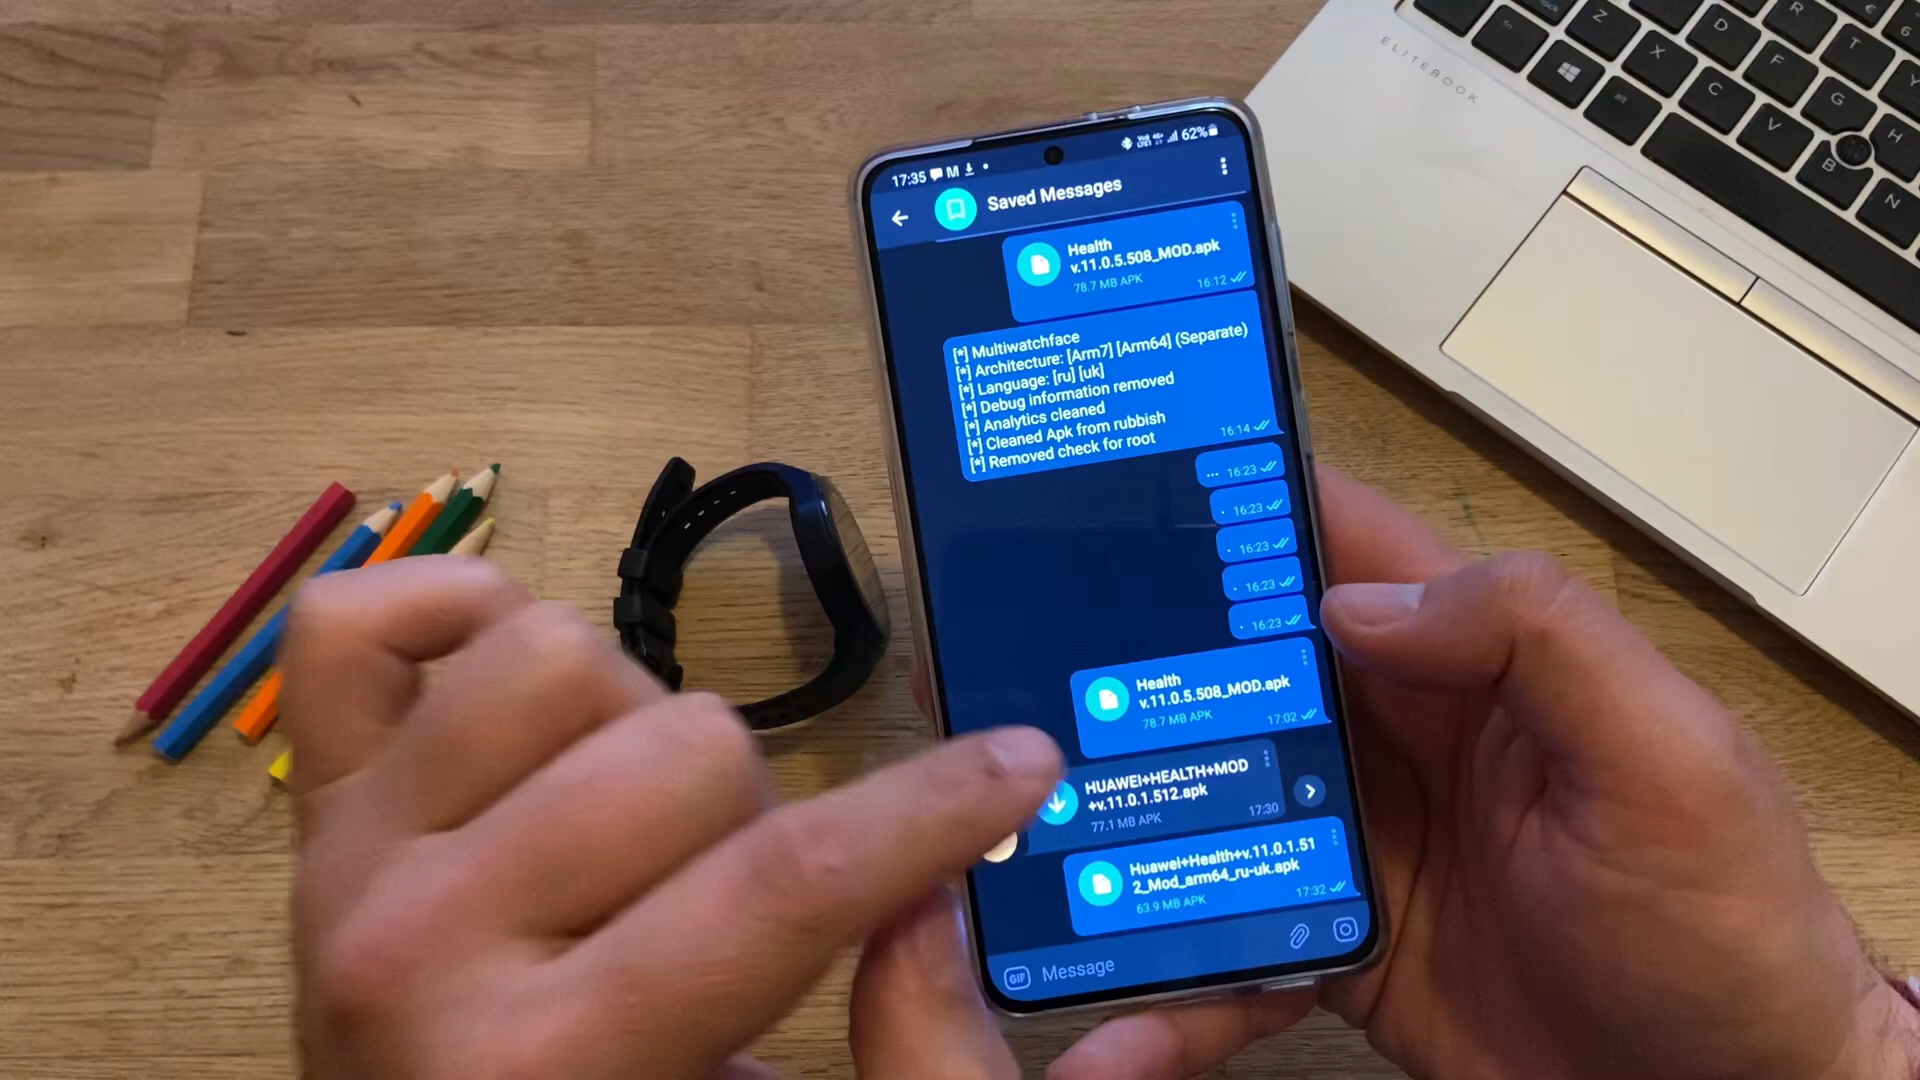 17:35 M
62%
Saved Messages
Health
v.11.0.5.508_MOD.apk
78.7 MB APK
16:12
[*] Multiwatchface
[*] Architecture: [Arm7] [Arm64] (Separate)
[*] Language: [ru] [uk]
[*] Debug information removed
[*] Analytics cleaned
[*] Cleaned Apk from rubbish
[*] Removed check for root
16:14
... 16:23
. 16:23
. 16:23
. 16:23
. 16:23
Health
v.11.0.5.508_MOD.apk
78.7 MB APK
17:02
HUAWEI+HEALTH+MOD
+v.11.0.1.512.apk
77.1 MB APK
17:30
Huawei+Health+v.11.0.1.51
2_Mod_arm64_ru-uk.apk
63.9 MB APK
17:32
GIF Message
ELITEBOOK
Z
X
C
V
B
N
D
F
G
H
R
T
Y
6
fn
alt